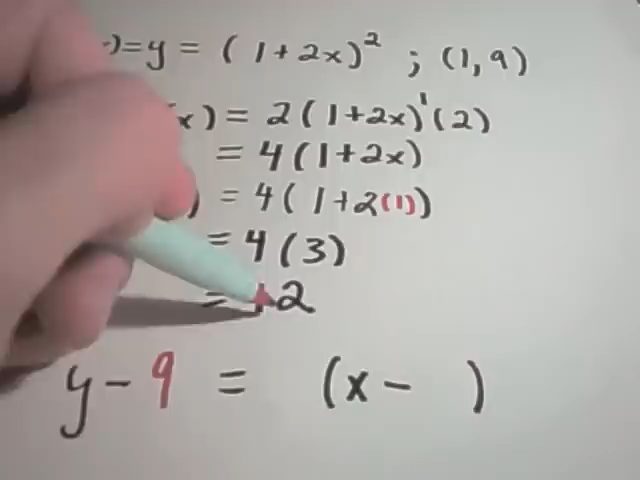 )=y = (1+2x)² ; (1,9)
(x) = 2(1+2x)¹(2)
= 4(1+2x)
) = 4(1+2(1))
= 4(3)
= 12
y-9 = (x- )